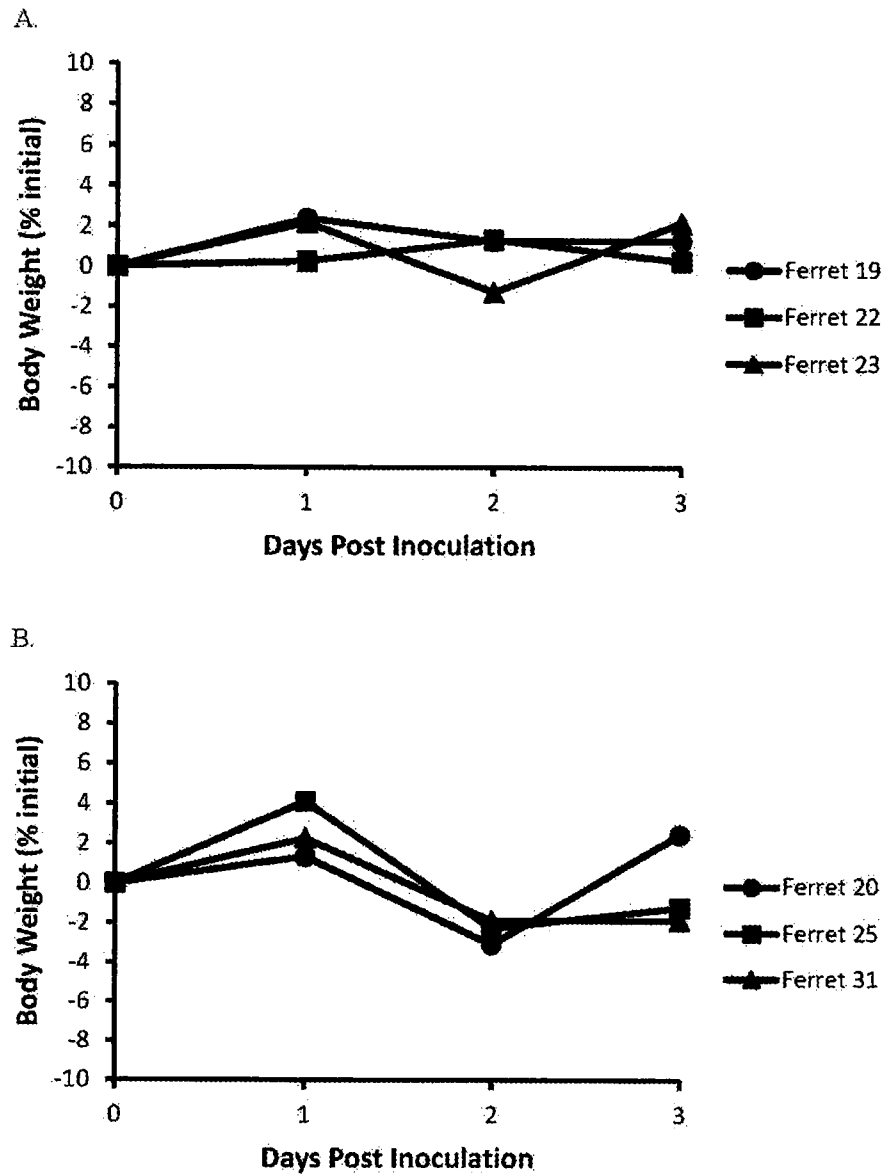 A.
10
8
6
4
2
0
-2
-4
-6
-8
-10
Body Weight (% initial)
0 1 2 3
Days Post Inoculation
Ferret 19
Ferret 22
Ferret 23
B.
10
8
6
4
2
0
-2
-4
-6
-8
-10
Body Weight (% initial)
0 1 2 3
Days Post Inoculation
Ferret 20
Ferret 25
Ferret 31